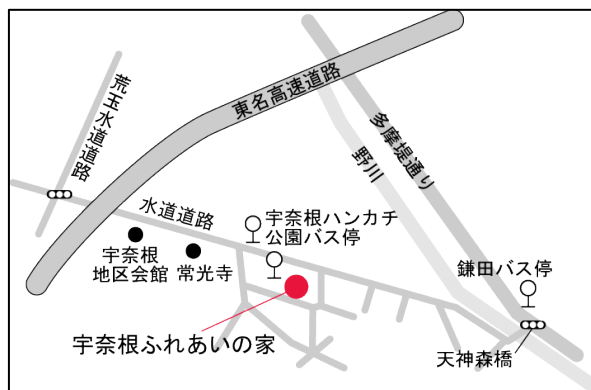 東名高速道路
荒玉水道道路
多摩堤通り
野川
水道道路
宇奈根ハンカチ
公園バス停
宇奈根
地区会館
常光寺
鎌田バス停
宇奈根ふれあいの家
天神森橋